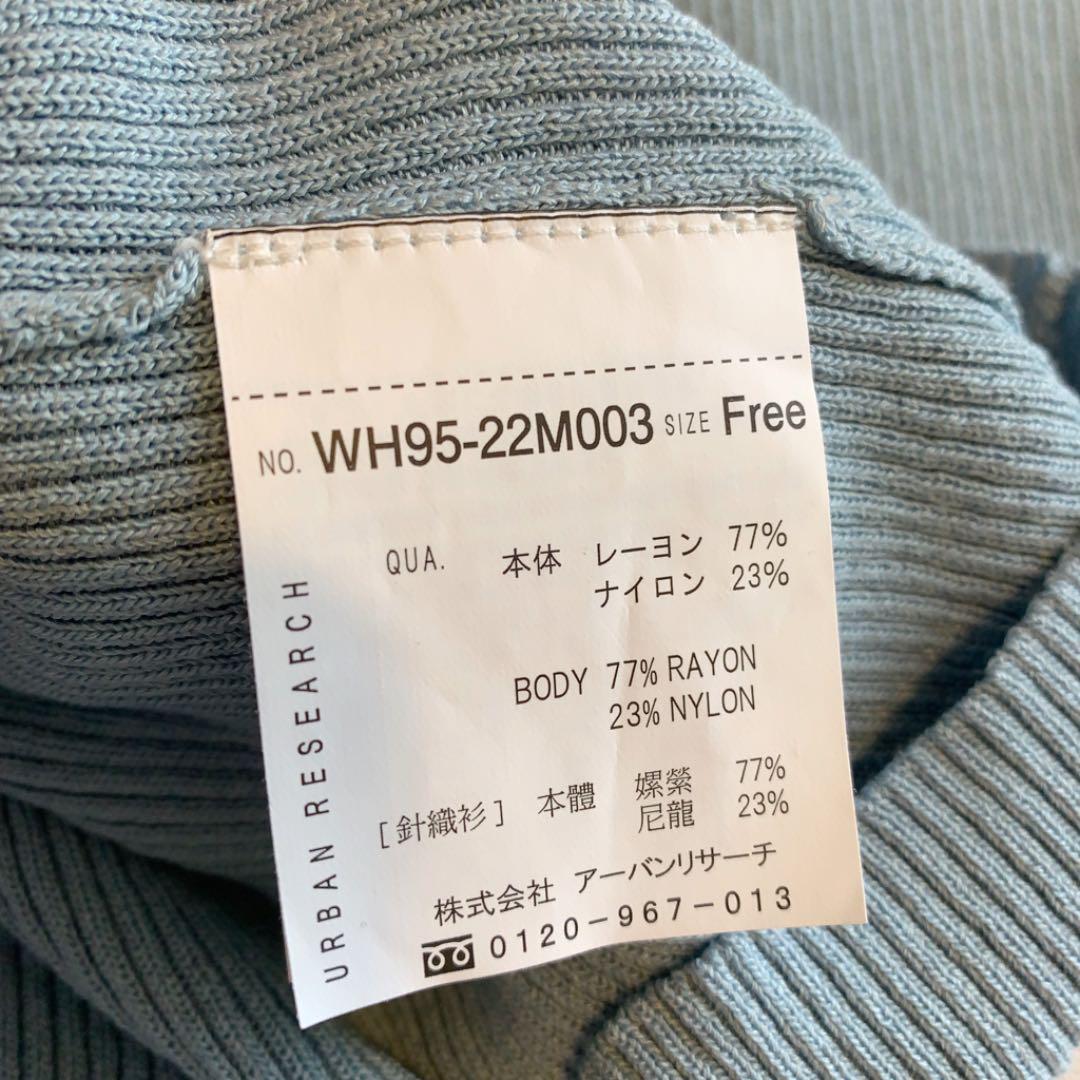 NO. WH95-22M003 SIZE Free
QUA. 本体 レーヨン 77%
ナイロン 23%
BODY 77% RAYON
23% NYLON
[針織衫] 本體 嫘縈 77%
尼龍 23%
株式会社 アーバンリサーチ
0120-967-013
URBAN RESEARCH